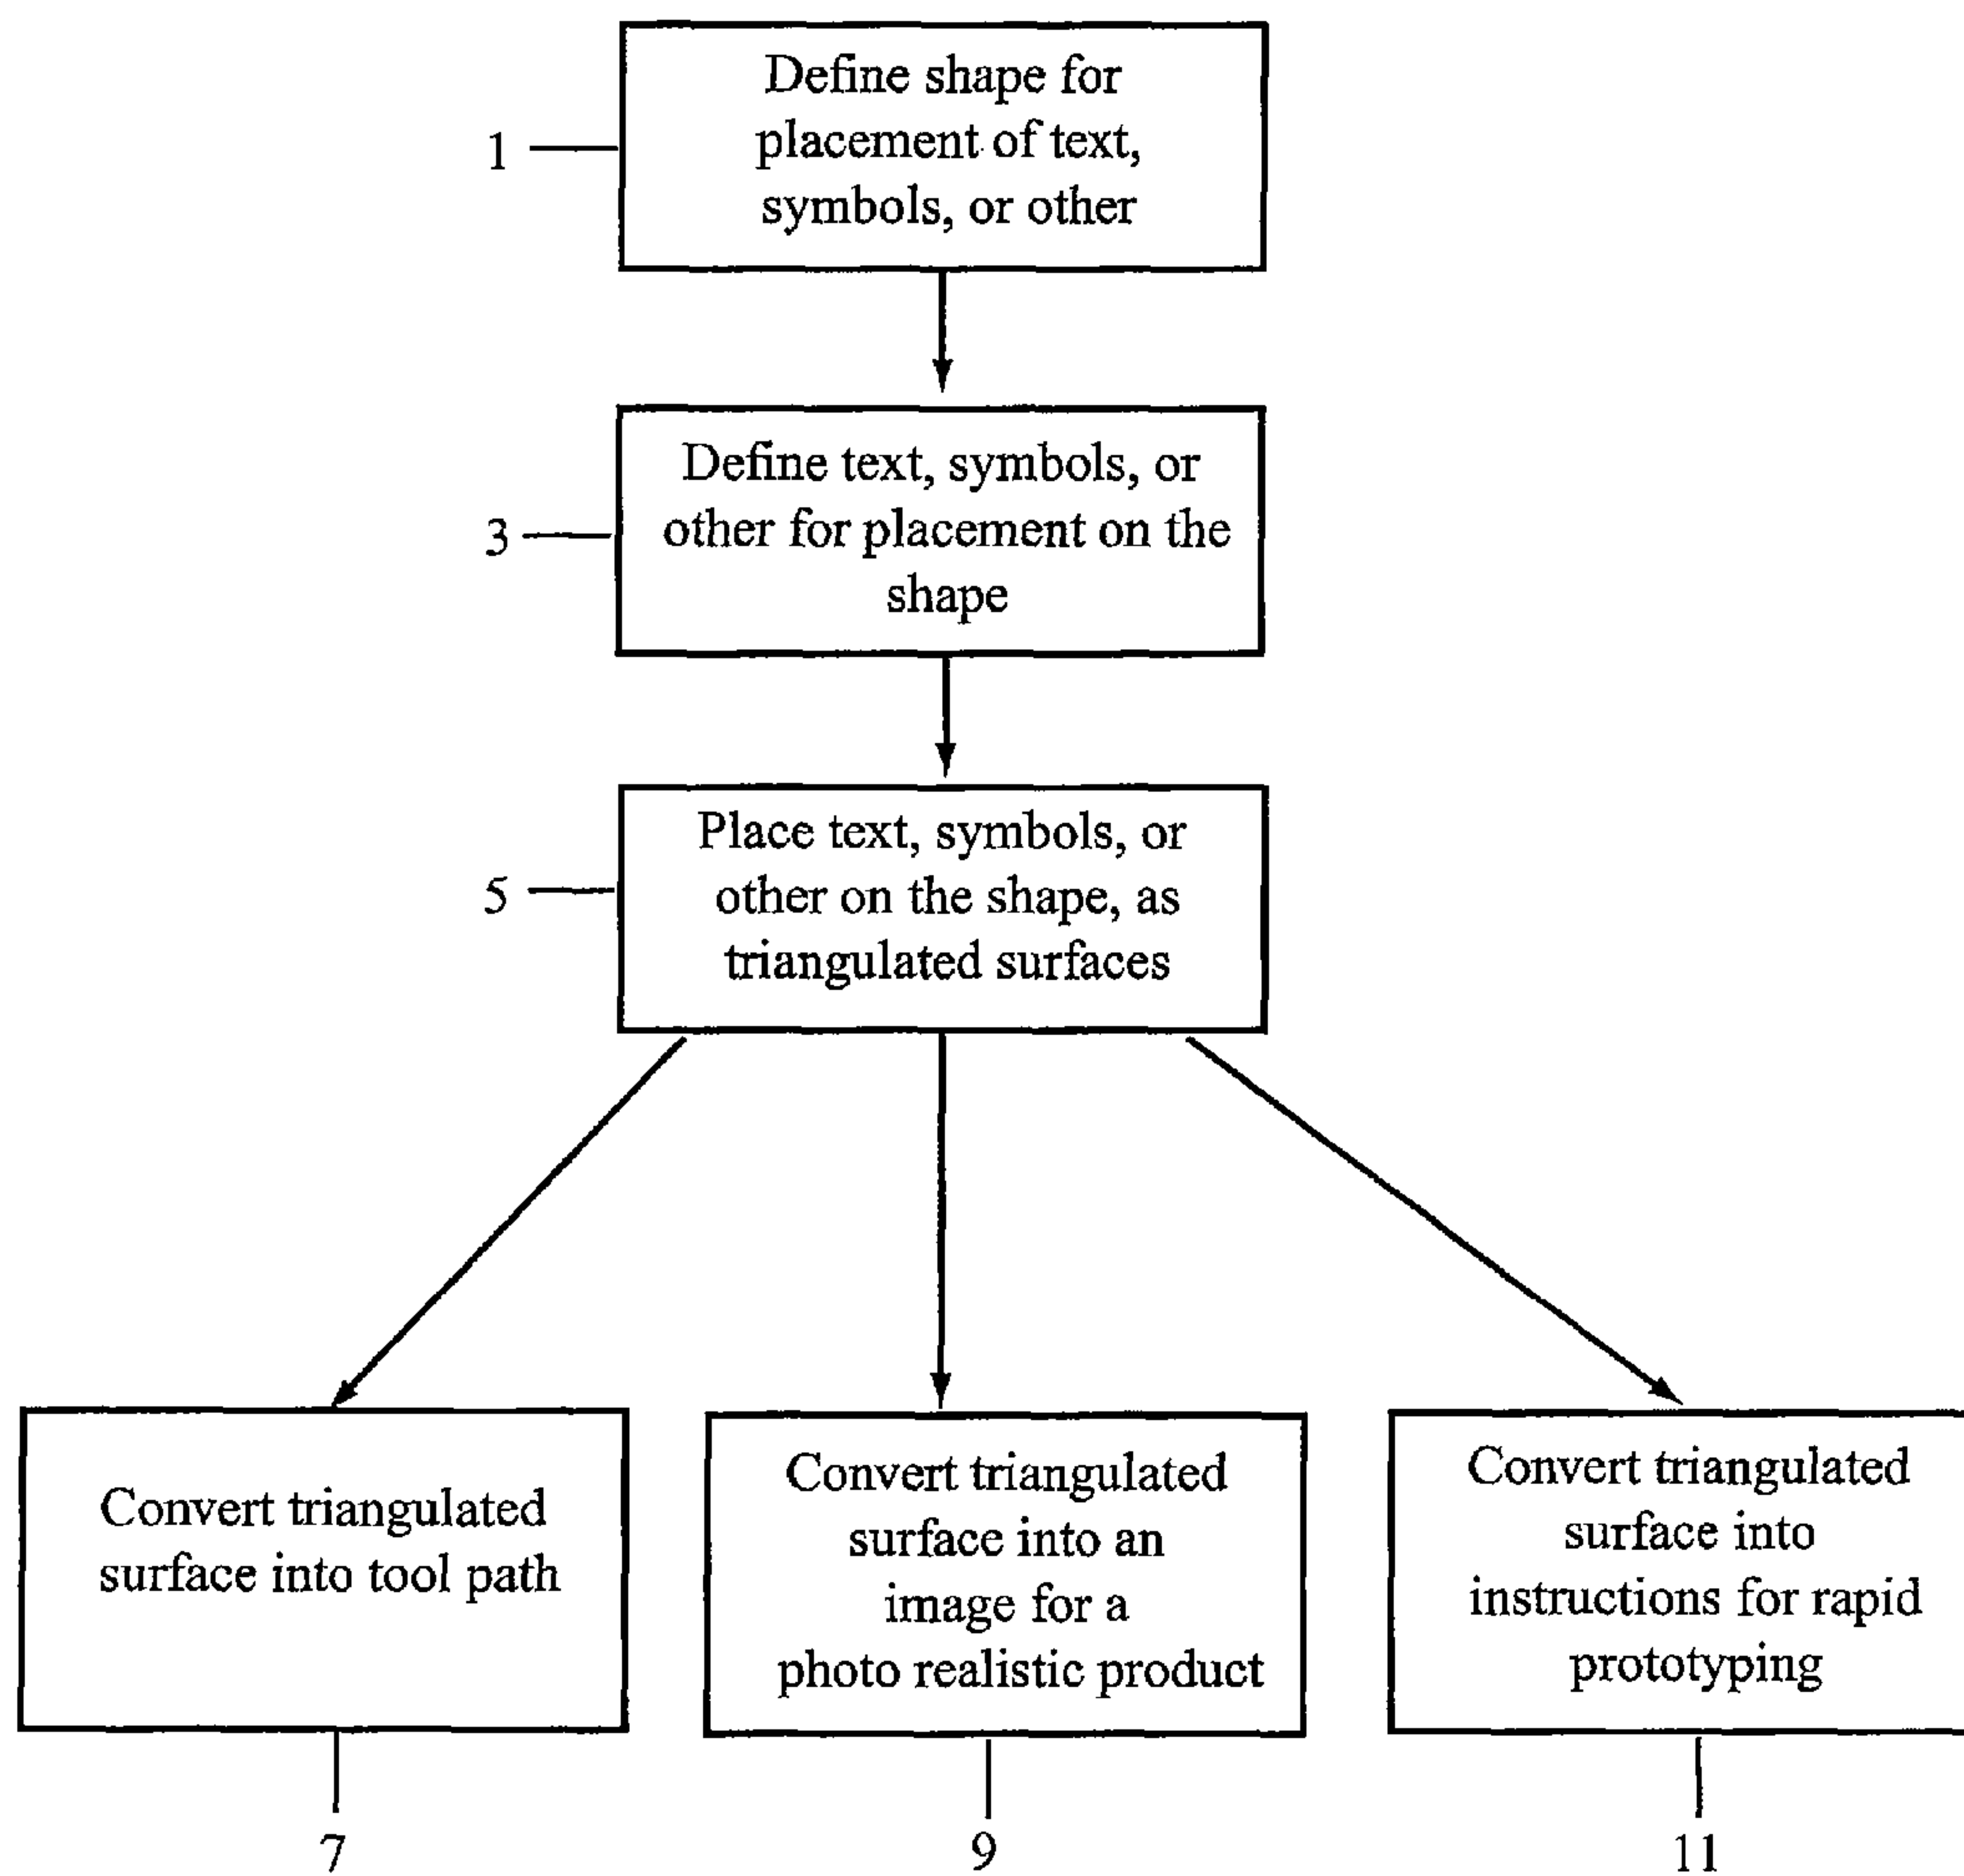 Define shape for
placement of text,
symbols, or other
1
Define text, symbols, or
other for placement on the
shape
3
Place text, symbols, or
other on the shape, as
triangulated surfaces
5
Convert triangulated
surface into tool path
7
Convert triangulated
surface into an
image for a
photo realistic product
9
Convert triangulated
surface into
instructions for rapid
prototyping
11